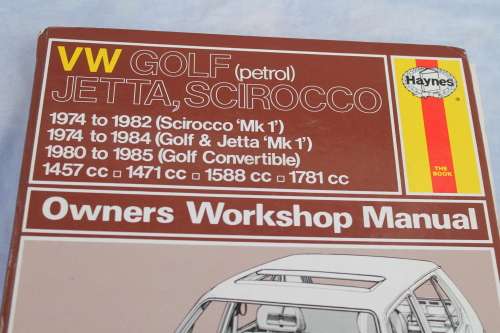 VW GOLF (petrol)
JETTA, SCIROCCO
1974 to 1982 (Scirocco 'Mk 1')
1974 to 1984 (Golf & Jetta 'Mk 1')
1980 to 1985 (Golf Convertible)
1457 cc □ 1471 cc □ 1588 cc □ 1781 cc
Haynes
THE
BOOK
Owners Workshop Manual